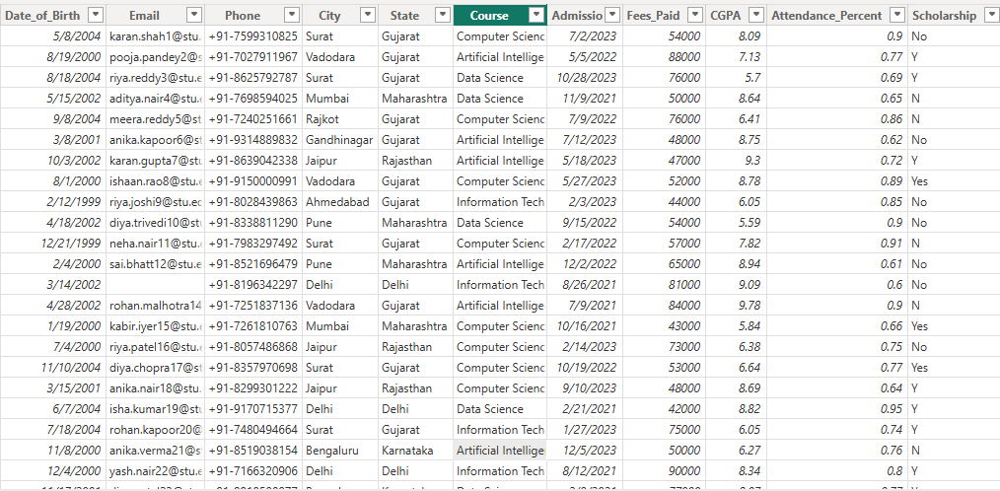 Date_of_Birth Email Phone City State Course Admissio Fees_Paid CGPA Attendance_Percent Scholarship
5/8/2004 karan.shah1@stu. +91-7599310825 Surat Gujarat Computer Scienc 7/2/2023 54000 8.09 0.9 No
8/19/2000 pooja.pandey2@s +91-7027911967 Vadodara Gujarat Artificial Intellige 5/5/2022 88000 7.13 0.77 Y
8/18/2004 riya.reddy3@stu.e +91-8625792787 Surat Gujarat Data Science 10/28/2023 76000 5.7 0.69 Y
5/15/2002 aditya.nair4@stu.e +91-7698594025 Mumbai Maharashtra Data Science 11/9/2021 50000 8.64 0.65 N
9/8/2004 meera.reddy5@st +91-7240251661 Rajkot Gujarat Computer Scienc 7/9/2022 76000 6.41 0.86 N
3/8/2001 anika.kapoor6@st +91-9314889832 Gandhinagar Gujarat Artificial Intellige 7/12/2023 48000 8.75 0.62 No
10/3/2002 karan.gupta7@stu +91-8639042338 Jaipur Rajasthan Artificial Intellige 5/18/2023 47000 9.3 0.72 Y
8/1/2000 ishaan.rao8@stu.e +91-9150000991 Vadodara Gujarat Computer Scienc 5/27/2023 52000 8.78 0.89 Yes
2/12/1999 riya.joshi9@stu.ec +91-8028439863 Ahmedabad Gujarat Information Tech 2/3/2023 44000 6.05 0.85 No
4/18/2002 diya.trivedi10@stu +91-8338811290 Pune Maharashtra Data Science 9/15/2022 54000 5.59 0.9 No
12/21/1999 neha.nair11@stu. +91-7983297492 Surat Gujarat Computer Scienc 2/17/2022 57000 7.82 0.91 N
2/4/2000 sai.bhatt12@stu.e +91-8521696479 Pune Maharashtra Artificial Intellige 12/2/2022 65000 8.94 0.61 No
3/14/2002 +91-8196342297 Delhi Delhi Information Tech 8/26/2021 81000 9.09 0.6 No
4/28/2002 rohan.malhotra14 +91-7251837136 Vadodara Gujarat Artificial Intellige 7/9/2021 84000 9.78 0.9 N
1/19/2000 kabir.iyer15@stu.e +91-7261810763 Mumbai Maharashtra Computer Scienc 10/16/2021 43000 5.84 0.66 Yes
7/4/2000 riya.patel16@stu.e +91-8057486868 Jaipur Rajasthan Computer Scienc 2/14/2023 73000 6.38 0.75 No
11/10/2004 diya.chopra17@st +91-8357970698 Surat Gujarat Computer Scienc 10/19/2022 53000 6.64 0.77 Yes
3/15/2001 anika.nair18@stu. +91-8299301222 Jaipur Rajasthan Computer Scienc 9/10/2023 48000 8.69 0.64 Y
6/7/2004 isha.kumar19@stu +91-9170715377 Delhi Delhi Data Science 2/21/2021 42000 8.82 0.95 Y
7/18/2004 rohan.kapoor20@ +91-7480494664 Surat Gujarat Information Tech 1/27/2023 75000 6.05 0.74 Y
11/8/2000 anika.verma21@s +91-8519038154 Bengaluru Karnataka Artificial Intellige 12/5/2023 50000 6.27 0.76 N
12/4/2000 yash.nair22@stu.e +91-7166320906 Delhi Delhi Information Tech 8/12/2021 90000 8.34 0.8 N